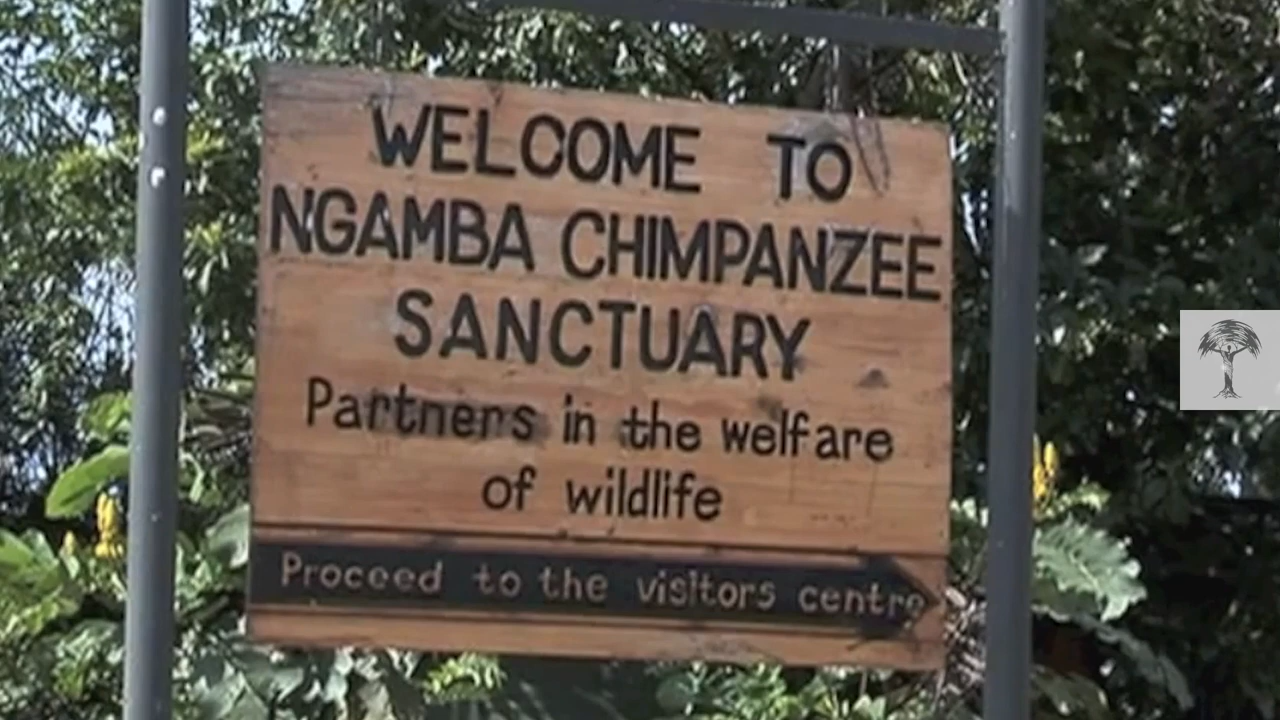 WELCOME TO
NGAMBA CHIMPANZEE
SANCTUARY
Partners in the welfare
of wildlife
Proceed to the visitors centre